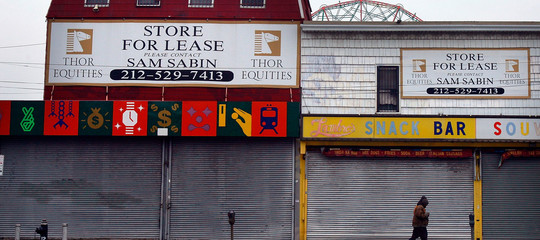 STORE
FOR LEASE
PLEASE CONTACT
SAM SABIN
212-529-7413
THOR
EQUITIES
THOR
EQUITIES
STORE
FOR LEASE
PLEASE CONTACT
SAM SABIN
212-529-7413
THOR
EQUITIES
THOR
EQUITIES
SNACK BAR
SOUV